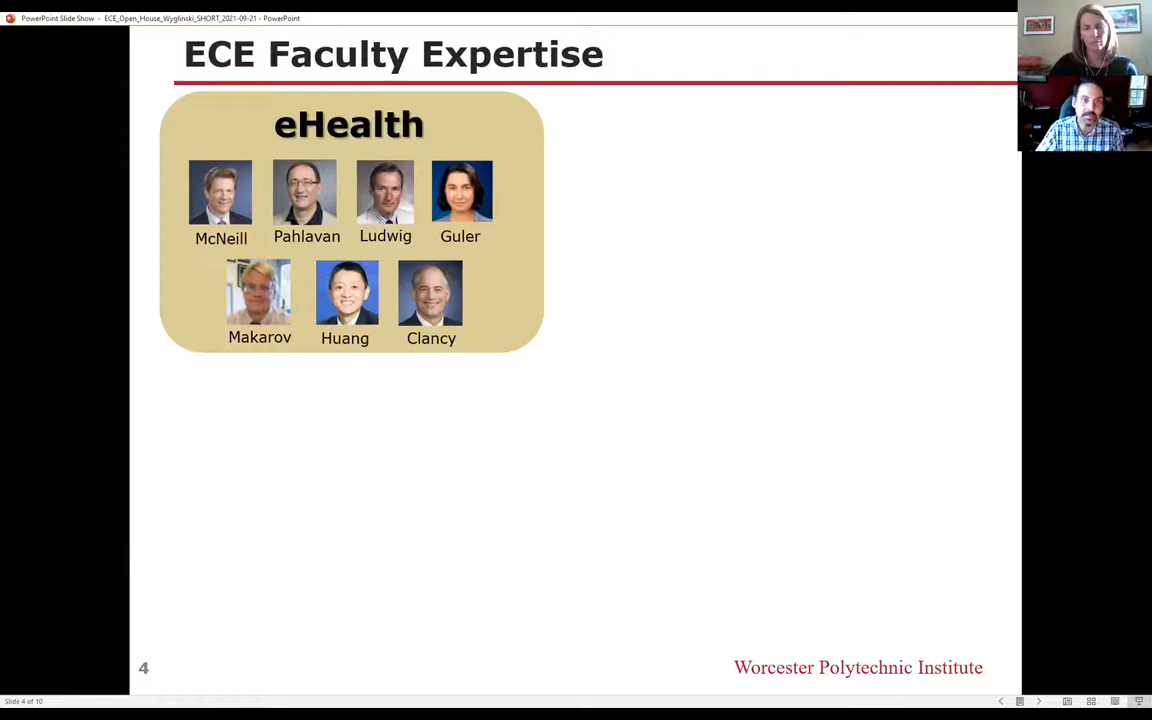 PowerPoint Slide Show - ECE_Open_House_Wyglinski_SHORT_2021-09-21 - PowerPoint
ECE Faculty Expertise
eHealth
McNeill Pahlavan Ludwig Guler
Makarov Huang Clancy
4
Worcester Polytechnic Institute
Slide 4 of 10